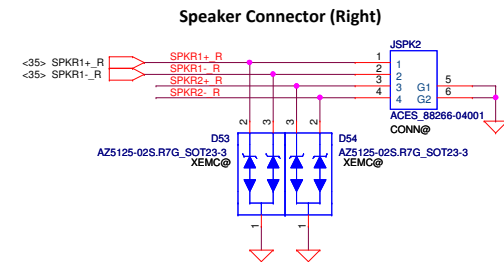 Speaker Connector (Right)
JSPK2
<35> SPKR1+_R SPKR1+_R 1 1
<35> SPKR1-_R SPKR1-_R 2 2
SPKR2+_R 3 3 G1 5
SPKR2-_R 4 4 G2 6
ACES_88266-04001
CONN@
2 3 3 2
D53 D54
AZ5125-02S.R7G_SOT23-3 AZ5125-02S.R7G_SOT23-3
XEMC@ XEMC@
1 1